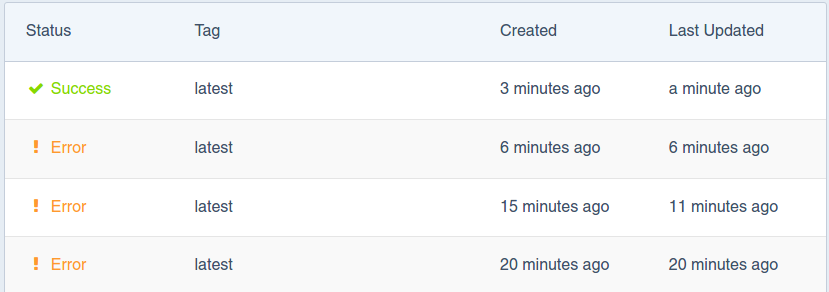 Status Tag Created Last Updated
Success latest 3 minutes ago a minute ago
Error latest 6 minutes ago 6 minutes ago
Error latest 15 minutes ago 11 minutes ago
Error latest 20 minutes ago 20 minutes ago